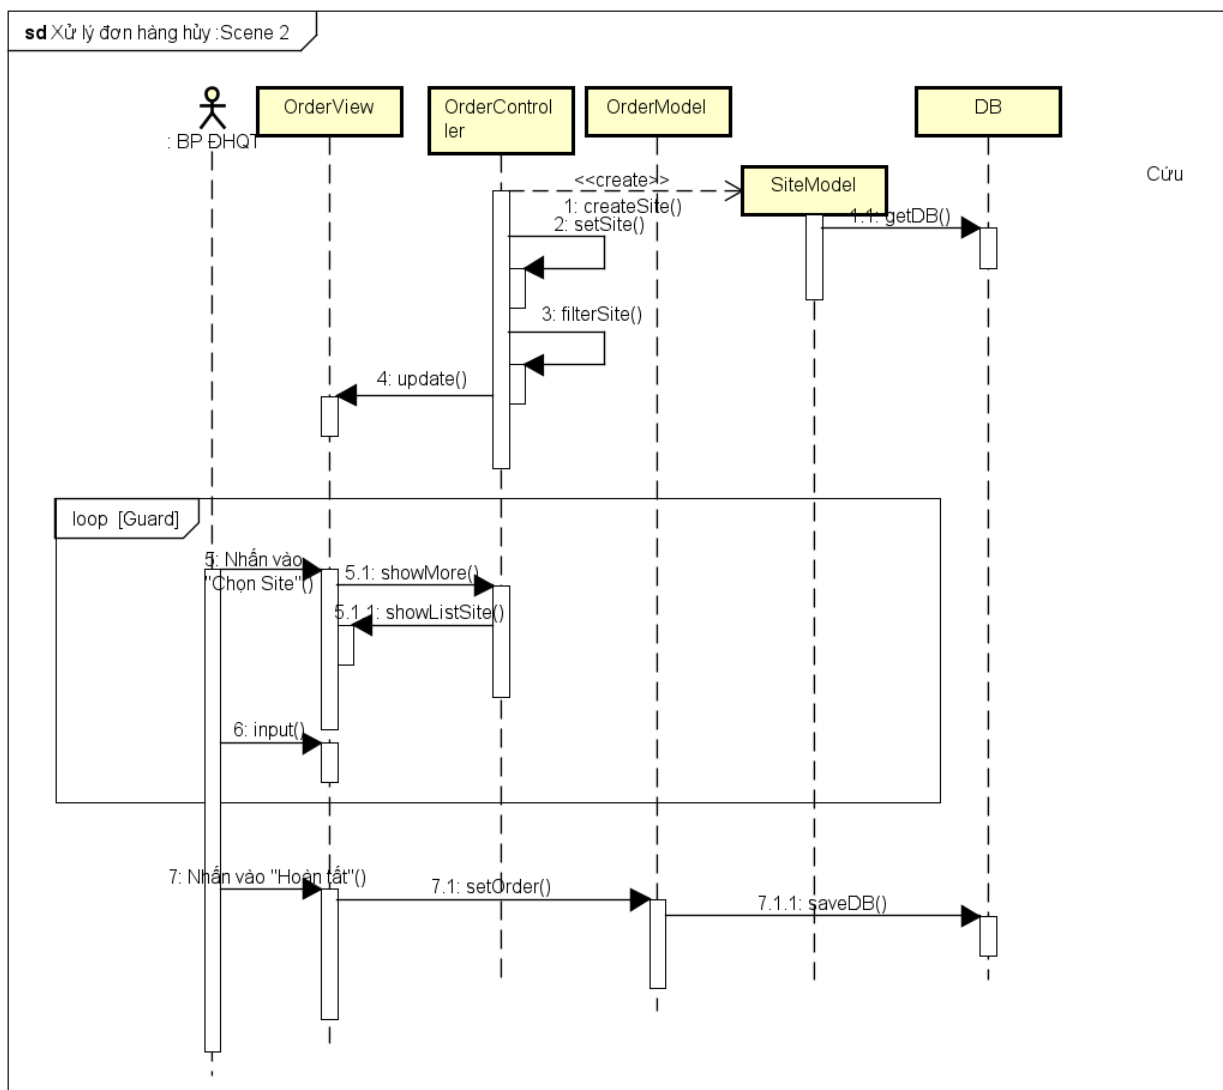 sd Xử lý đơn hàng hủy :Scene 2
: BP ĐHQT
OrderView
OrderControl
ler
OrderModel
DB
SiteModel
Cứu
<<create>>
1: createSite()
1.1: getDB()
2: setSite()
3: filterSite()
4: update()
loop [Guard]
5: Nhấn vào
"Chọn Site"()
5.1: showMore()
5.1.1: showListSite()
6: input()
7: Nhấn vào "Hoàn tất"()
7.1: setOrder()
7.1.1: saveDB()